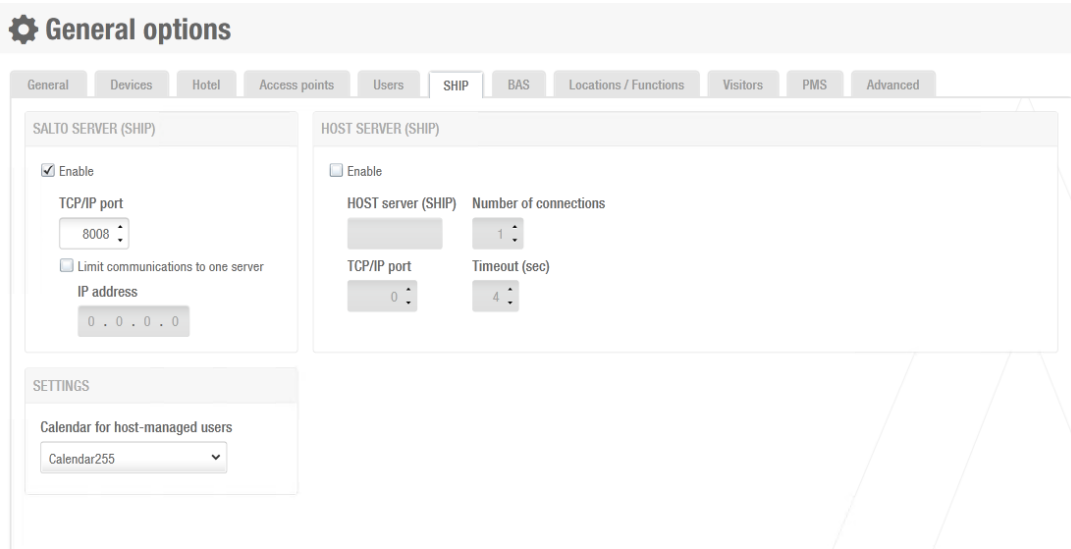 General options
General Devices Hotel Access points Users SHIP BAS Locations / Functions Visitors PMS Advanced
SALTO SERVER (SHIP)
Enable
TCP/IP port
8008
Limit communications to one server
IP address
0 . 0 . 0 . 0
HOST SERVER (SHIP)
Enable
HOST server (SHIP) Number of connections
1
TCP/IP port Timeout (sec)
0 4
SETTINGS
Calendar for host-managed users
Calendar255